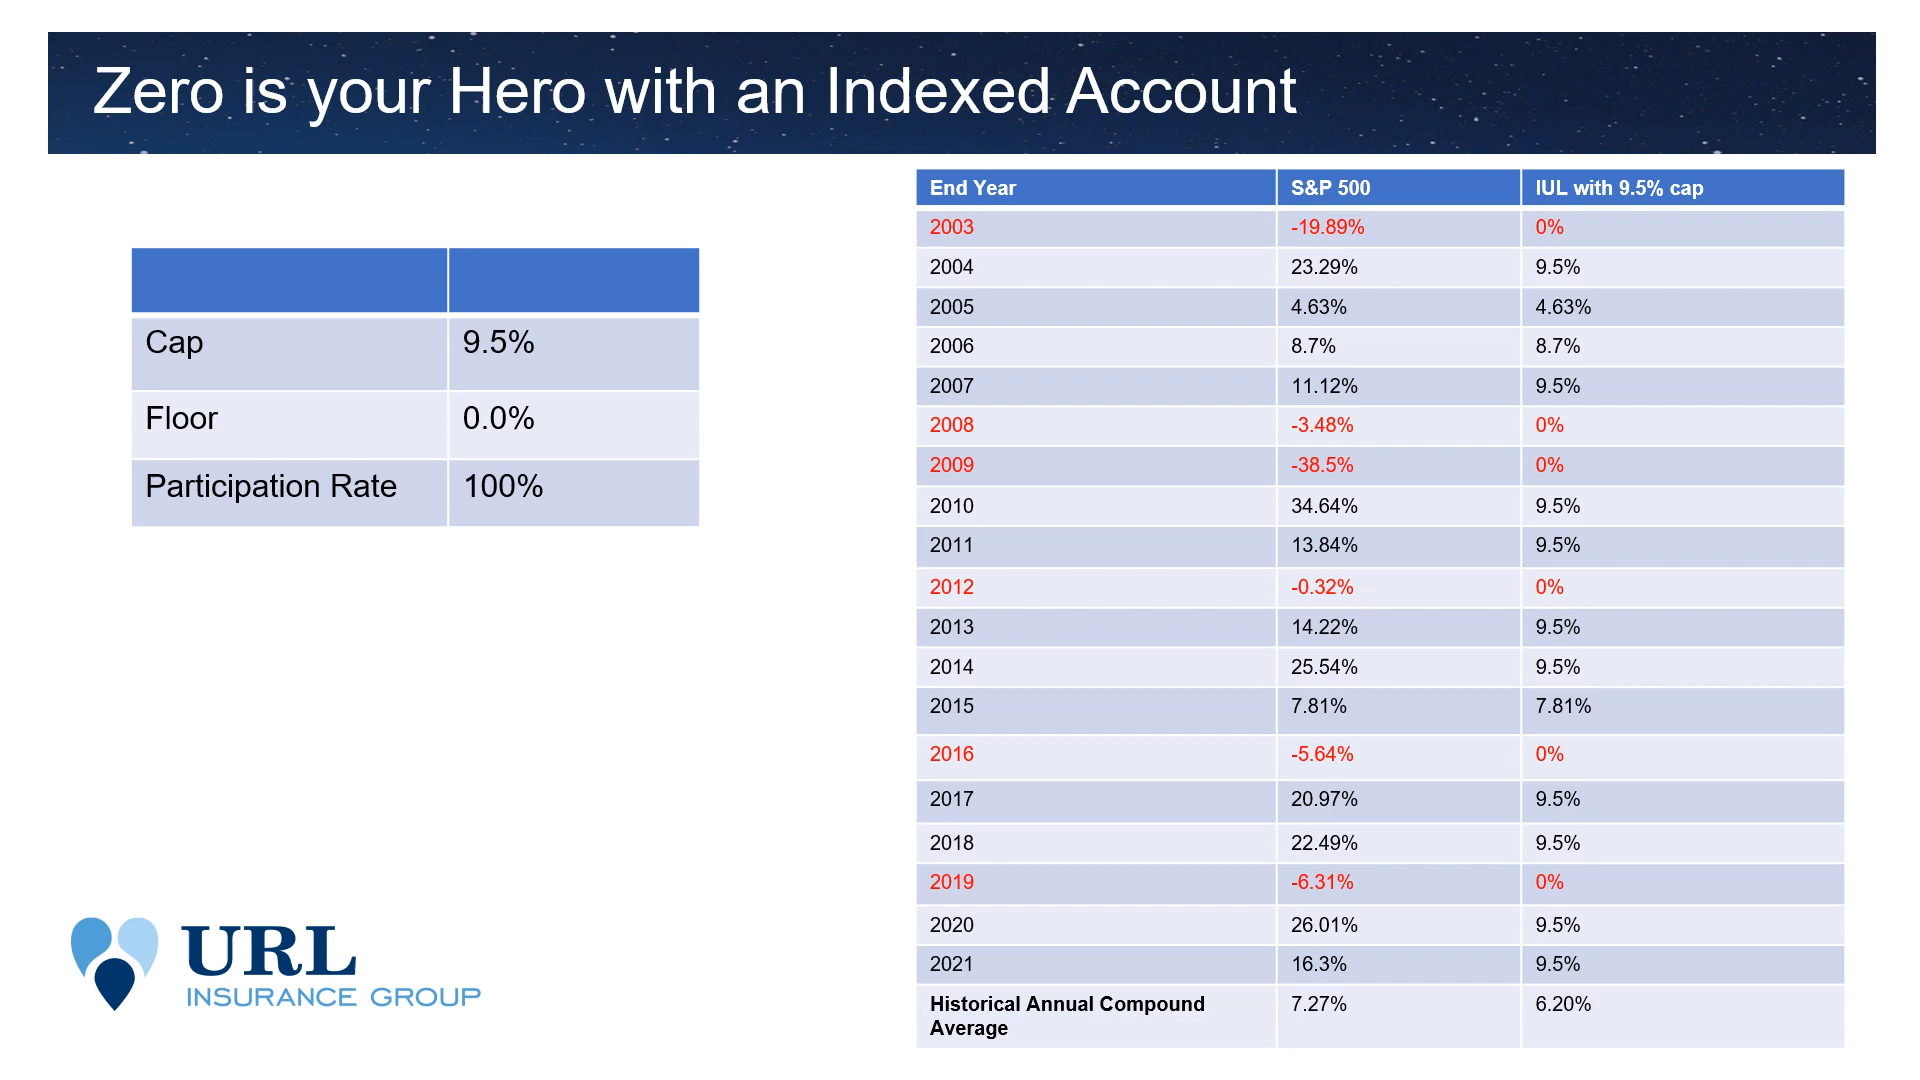 Zero is your Hero with an Indexed Account
Cap 9.5%
Floor 0.0%
Participation Rate 100%
End Year S&P 500 IUL with 9.5% cap
2003 -19.89% 0%
2004 23.29% 9.5%
2005 4.63% 4.63%
2006 8.7% 8.7%
2007 11.12% 9.5%
2008 -3.48% 0%
2009 -38.5% 0%
2010 34.64% 9.5%
2011 13.84% 9.5%
2012 -0.32% 0%
2013 14.22% 9.5%
2014 25.54% 9.5%
2015 7.81% 7.81%
2016 -5.64% 0%
2017 20.97% 9.5%
2018 22.49% 9.5%
2019 -6.31% 0%
2020 26.01% 9.5%
2021 16.3% 9.5%
Historical Annual Compound 7.27% 6.20%
Average
URL
INSURANCE GROUP